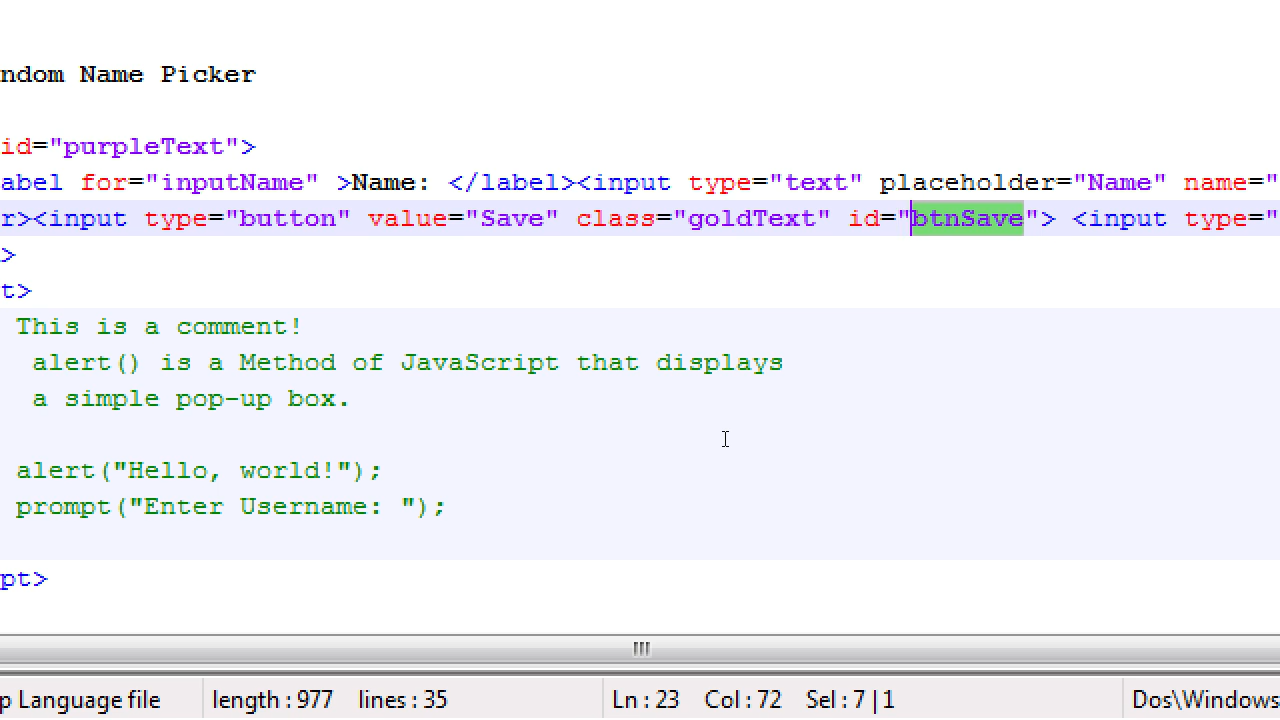 ndom Name Picker
id="purpleText">
abel for="inputName" >Name: </label><input type="text" placeholder="Name" name="
r><input type="button" value="Save" class="goldText" id="btnSave"> <input type="
>
t>
This is a comment!
alert() is a Method of JavaScript that displays
a simple pop-up box.
alert("Hello, world!");
prompt("Enter Username: ");
pt>
p Language file length : 977 lines : 35 Ln : 23 Col : 72 Sel : 7 | 1 Dos\Windows